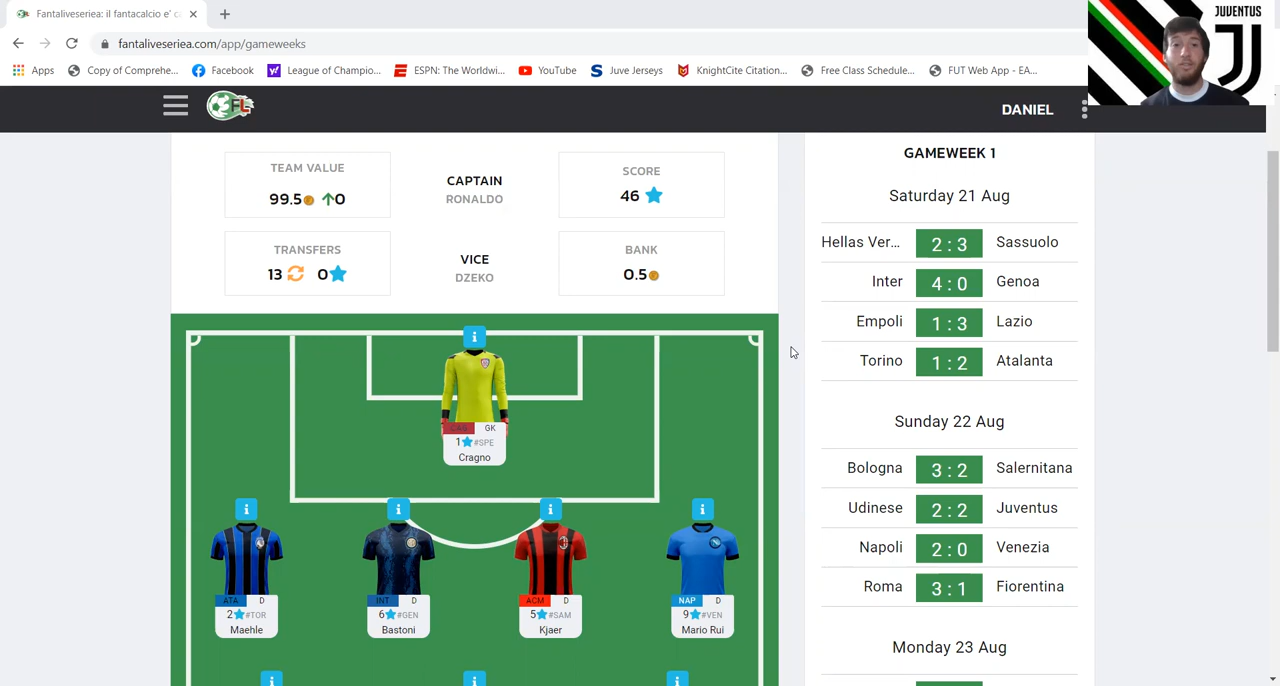 Fantaliveseriea: il fantacalcio e' c
fantaliveseriea.com/app/gameweeks
Apps
Copy of Comprehe...
Facebook
League of Champio...
ESPN: The Worldwi...
YouTube
Juve Jerseys
KnightCite Citation...
Free Class Schedule...
FUT Web App - EA...
JUVENTUS
FL
DANIEL
TEAM VALUE
99.5 0
CAPTAIN
RONALDO
SCORE
46
TRANSFERS
13 0
VICE
DZEKO
BANK
0.5
CAG GK
1 #SPE
Cragno
ATA D
2 #TOR
Maehle
INT D
6 #GEN
Bastoni
ACM D
5 #SAM
Kjaer
NAP D
9 #VEN
Mario Rui
GAMEWEEK 1
Saturday 21 Aug
Hellas Ver... 2 : 3 Sassuolo
Inter 4 : 0 Genoa
Empoli 1 : 3 Lazio
Torino 1 : 2 Atalanta
Sunday 22 Aug
Bologna 3 : 2 Salernitana
Udinese 2 : 2 Juventus
Napoli 2 : 0 Venezia
Roma 3 : 1 Fiorentina
Monday 23 Aug